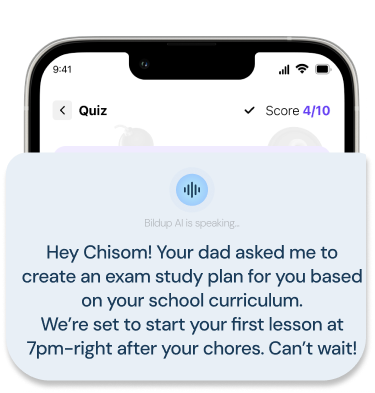 9:41
Quiz
Score 4/10
Bildup AI is speaking...
Hey Chisom! Your dad asked me to
create an exam study plan for you based
on your school curriculum.
We're set to start your first lesson at
7pm-right after your chores. Can't wait!